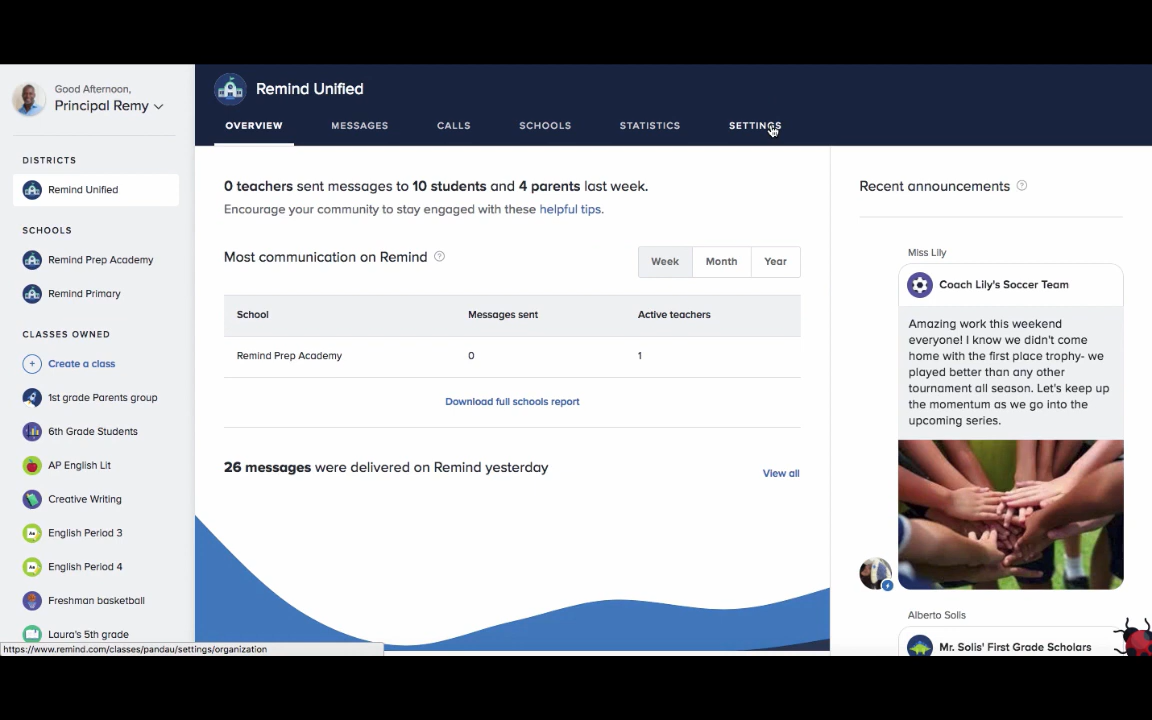 Good Afternoon,
Principal Remy
DISTRICTS
Remind Unified
SCHOOLS
Remind Prep Academy
Remind Primary
CLASSES OWNED
+ Create a class
1st grade Parents group
6th Grade Students
AP English Lit
Creative Writing
Aa English Period 3
Aa English Period 4
Freshman basketball
Laura's 5th grade
https://www.remind.com/classes/pandau/settings/organization
Remind Unified
OVERVIEW MESSAGES CALLS SCHOOLS STATISTICS SETTINGS
0 teachers sent messages to 10 students and 4 parents last week.
Encourage your community to stay engaged with these helpful tips.
Most communication on Remind ?
Week Month Year
School Messages sent Active teachers
Remind Prep Academy 0 1
Download full schools report
26 messages were delivered on Remind yesterday
View all
Recent announcements ?
Miss Lily
Coach Lily's Soccer Team
Amazing work this weekend
everyone! I know we didn't come
home with the first place trophy- we
played better than any other
tournament all season. Let's keep up
the momentum as we go into the
upcoming series.
Alberto Solis
Mr. Solis' First Grade Scholars